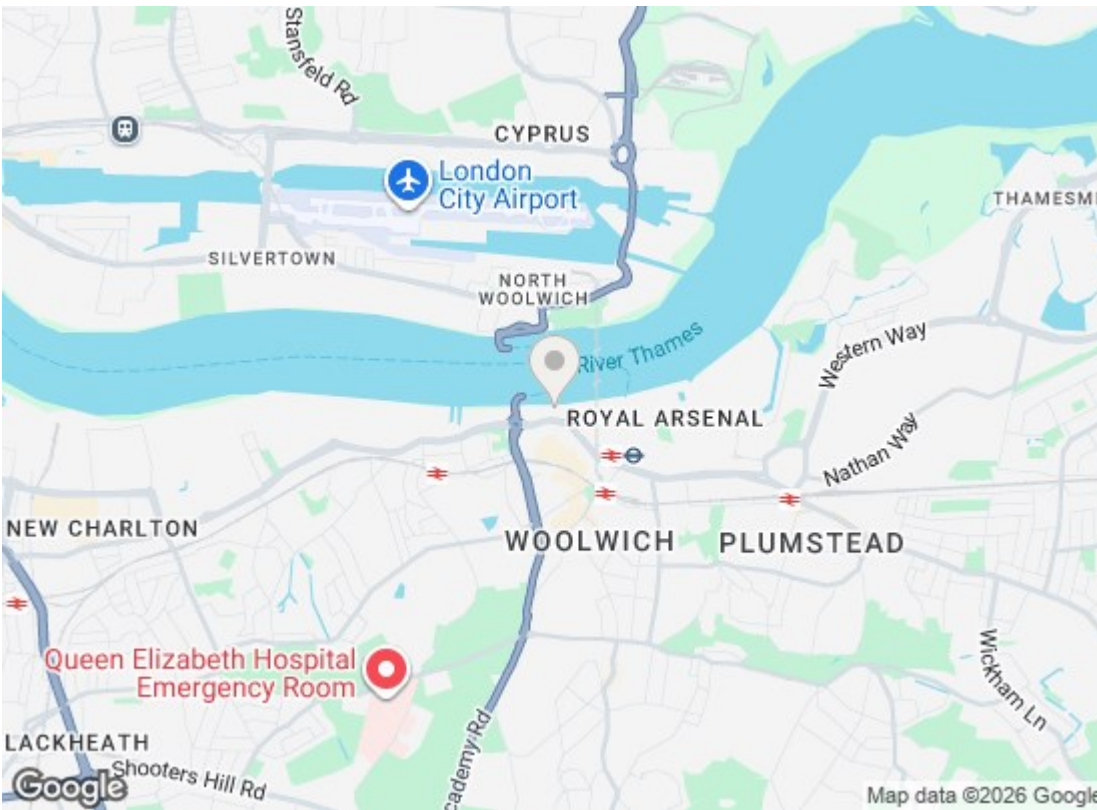 Stansfeld Rd
CYPRUS
London
City Airport
THAMESM
SILVERTOWN
NORTH
WOOLWICH
River Thames
Western Way
ROYAL ARSENAL
Nathan Way
NEW CHARLTON
WOOLWICH
PLUMSTEAD
Queen Elizabeth Hospital
Emergency Room
Wickham Ln
LACKHEATH
Shooters Hill Rd
cademy Rd
Google
Map data ©2026 Google